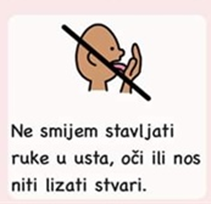 Ne smijem stavljati
ruke u usta, oči ili nos
niti lizati stvari.